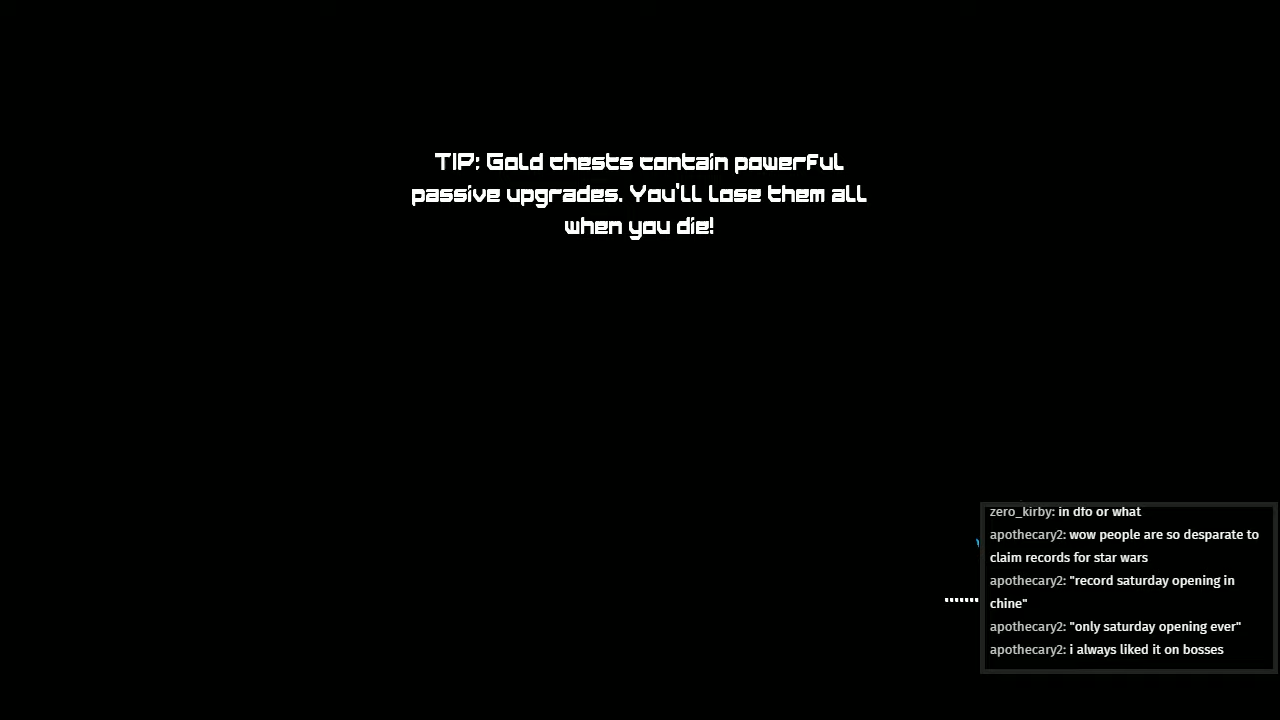 TIP: Gold chests contain powerful
passive upgrades. You'll lose them all
when you die!
zero_kirby: in dfo or what
apothecary2: wow people are so desparate to
claim records for star wars
apothecary2: "record saturday opening in
chine"
.......
apothecary2: "only saturday opening ever"
apothecary2: i always liked it on bosses